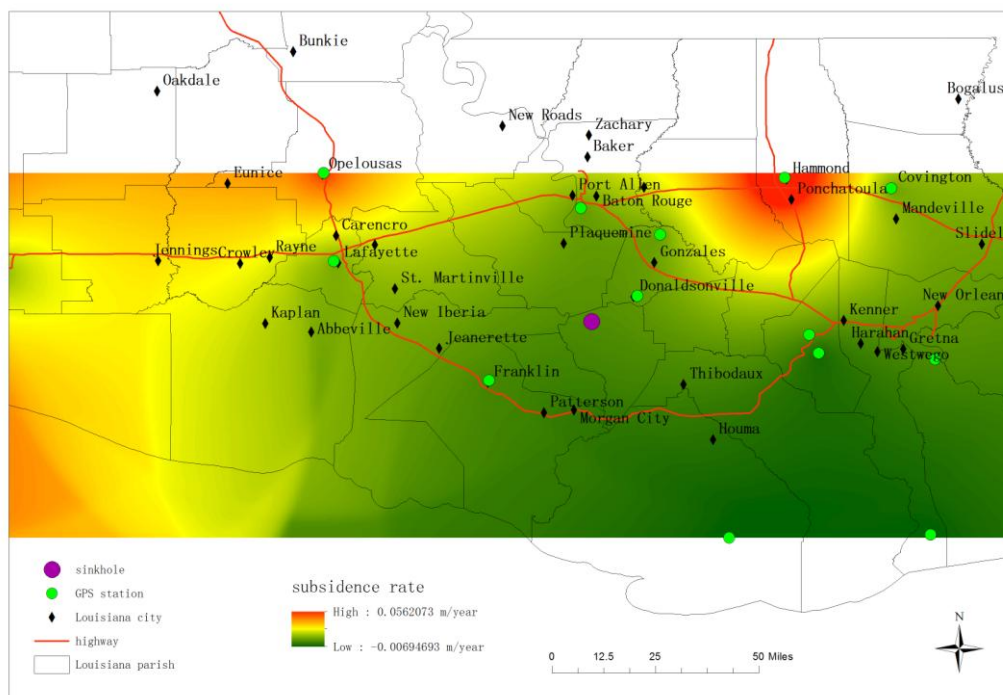 Bunkie
Oakdale
Bogalus
New Roads
Zachary
Baker
Opelousas
Hammond
Eunice
Covington
Port Allen
Ponchatoula
Baton Rouge
Mandeville
Carencro
Plaquemine
Slidel
Jennings
Crowley
Rayne
Lafayette
Gonzales
St. Martinville
Donaldsonville
New Orlean
Kaplan
Abbeville
New Iberia
Kenner
Jeanerette
Harahan
Gretna
Westwego
Franklin
Thibodaux
Patterson
Morgan City
Houma
sinkhole
GPS station
Louisiana city
highway
Louisiana parish
subsidence rate
High : 0.0562073 m/year
Low : -0.00694693 m/year
0 12.5 25 50 Miles
N